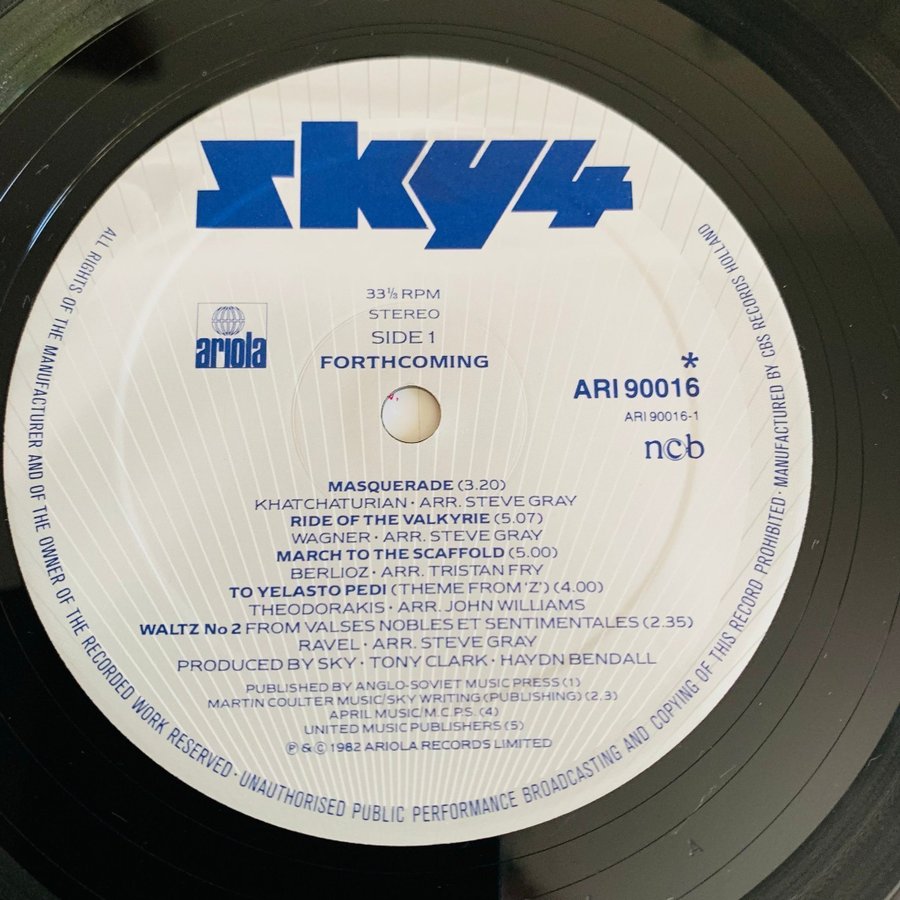 sky4
33⅓ RPM
STEREO
SIDE 1
FORTHCOMING
ariola
*
ARI 90016
ARI 90016-1
ncb
MASQUERADE (3.20)
KHATCHATURIAN · ARR. STEVE GRAY
RIDE OF THE VALKYRIE (5.07)
WAGNER · ARR. STEVE GRAY
MARCH TO THE SCAFFOLD (5.00)
BERLIOZ · ARR. TRISTAN FRY
TO YELASTO PEDI (THEME FROM 'Z') (4.00)
THEODORAKIS · ARR. JOHN WILLIAMS
WALTZ No 2 FROM VALSES NOBLES ET SENTIMENTALES (2.35)
RAVEL · ARR. STEVE GRAY
PRODUCED BY SKY · TONY CLARK · HAYDN BENDALL
PUBLISHED BY ANGLO-SOVIET MUSIC PRESS (1)
MARTIN COULTER MUSIC/SKY WRITING (PUBLISHING) (2.3)
APRIL MUSIC/M.C.P.S. (4)
UNITED MUSIC PUBLISHERS (5)
℗ & © 1982 ARIOLA RECORDS LIMITED
ALL RIGHTS OF THE MANUFACTURER AND OF THE OWNER OF THE RECORDED WORK RESERVED · UNAUTHORISED PUBLIC PERFORMANCE BROADCASTING AND COPYING OF THIS RECORD PROHIBITED · MANUFACTURED BY CBS RECORDS HOLLAND
A